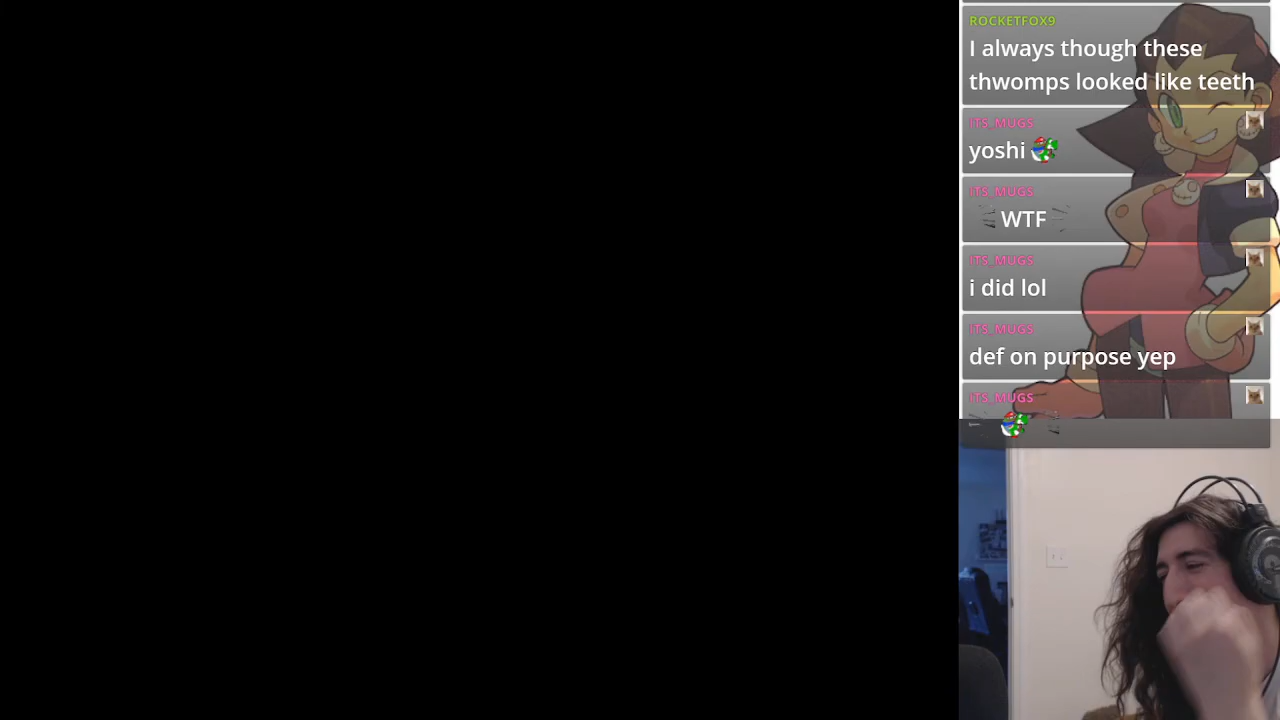 ROCKETFOX9
I always though these
thwomps looked like teeth
ITS_MUGS
yoshi
ITS_MUGS
WTF
ITS_MUGS
i did lol
ITS_MUGS
def on purpose yep
ITS_MUGS